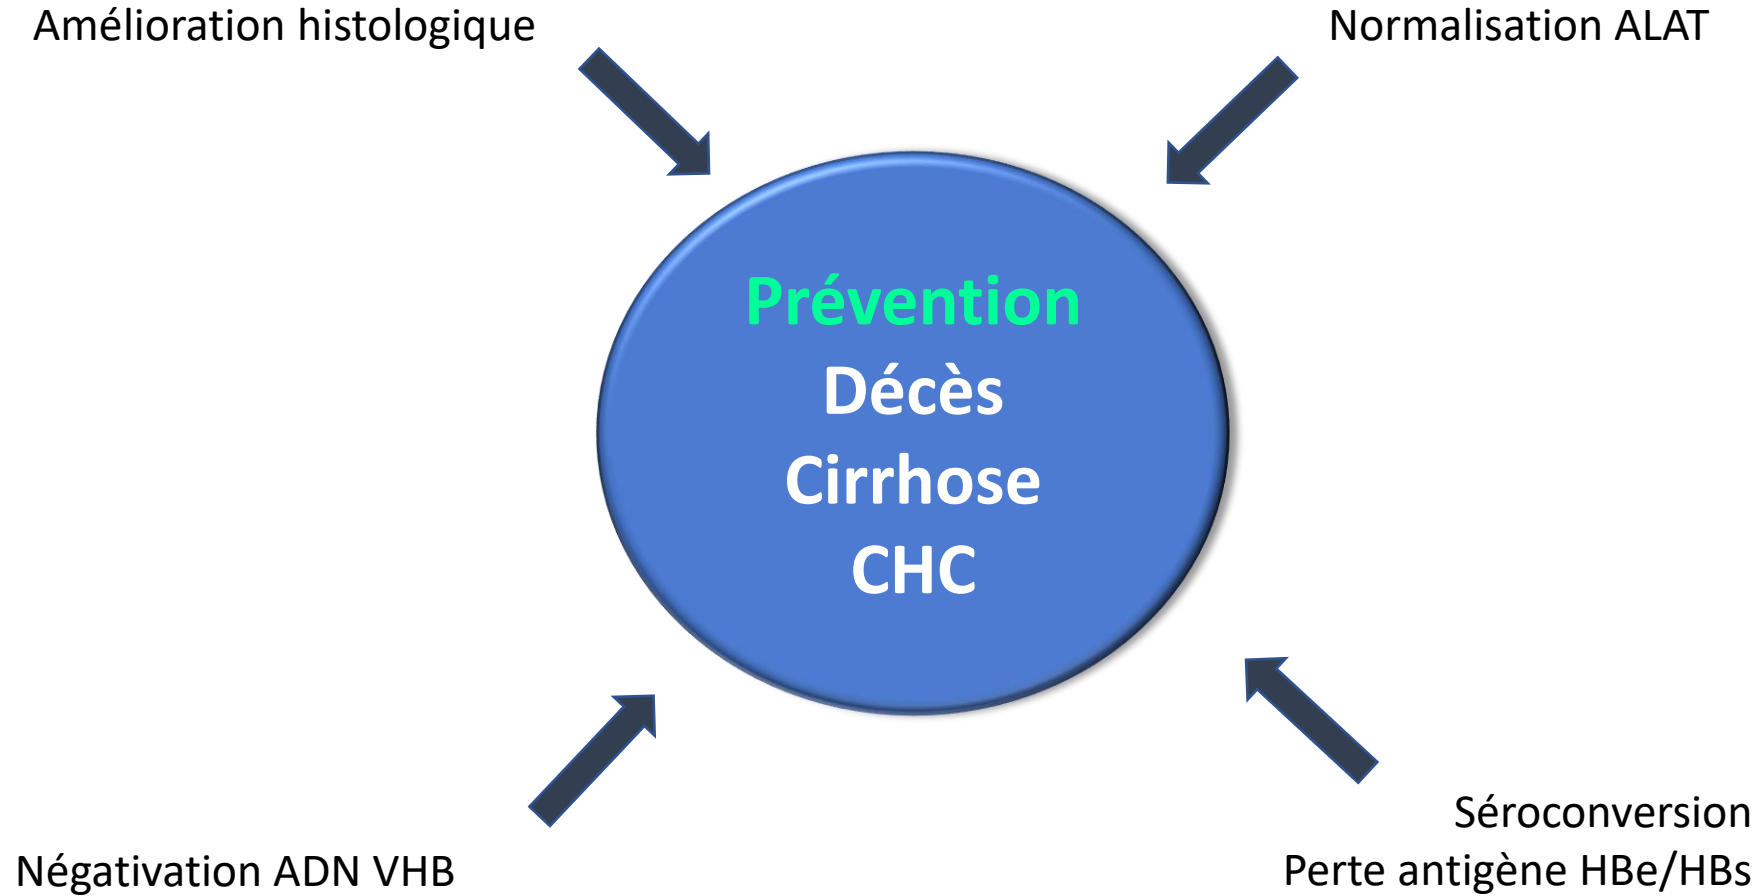 Amélioration histologique
Normalisation ALAT
Prévention
Décès
Cirrhose
CHC
Négativation ADN VHB
Séroconversion
Perte antigène HBe/HBs